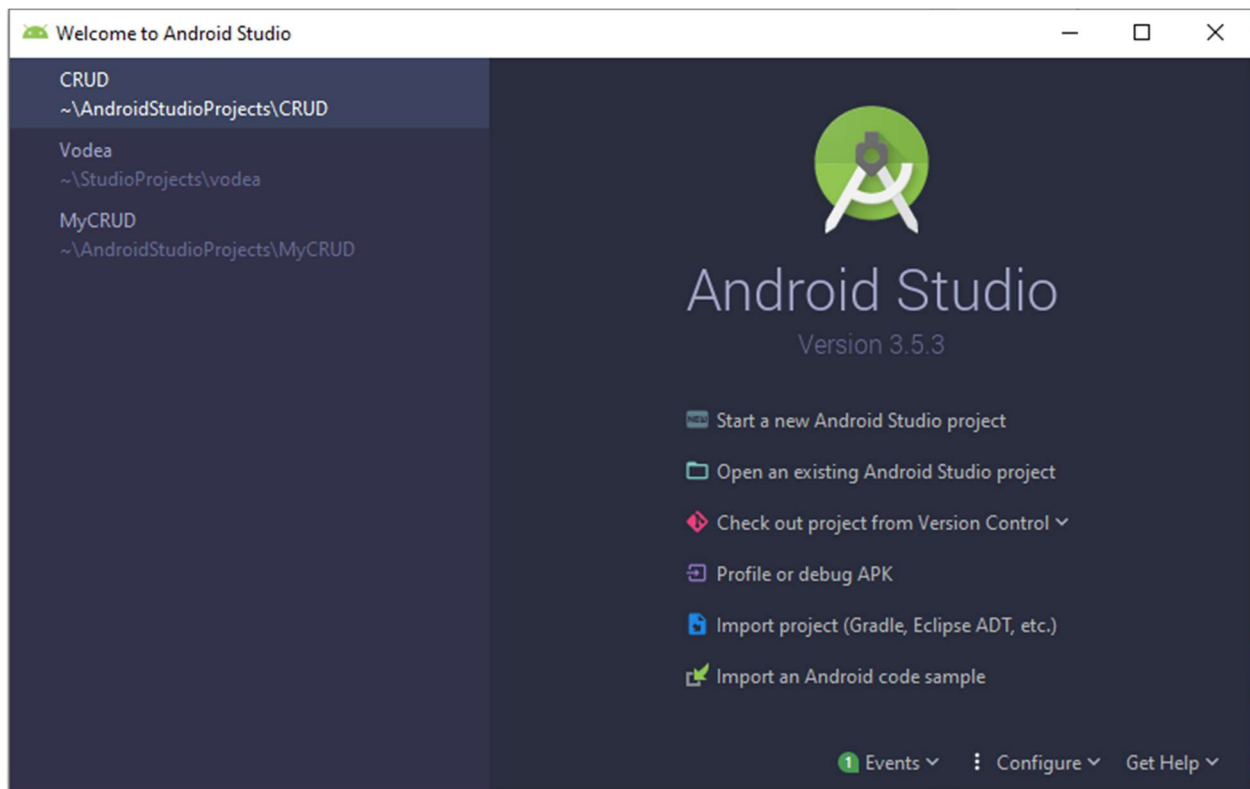 Welcome to Android Studio
CRUD
~\AndroidStudioProjects\CRUD
Vodea
~\StudioProjects\vodea
MyCRUD
~\AndroidStudioProjects\MyCRUD
Android Studio
Version 3.5.3
Start a new Android Studio project
Open an existing Android Studio project
Check out project from Version Control
Profile or debug APK
Import project (Gradle, Eclipse ADT, etc.)
Import an Android code sample
1 Events Configure Get Help